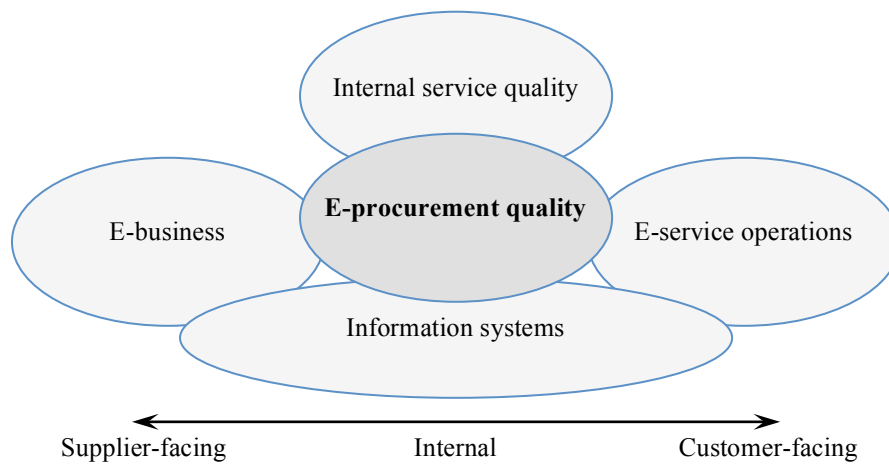 Internal service quality
E-procurement quality
E-business
E-service operations
Information systems
Supplier-facing
Internal
Customer-facing